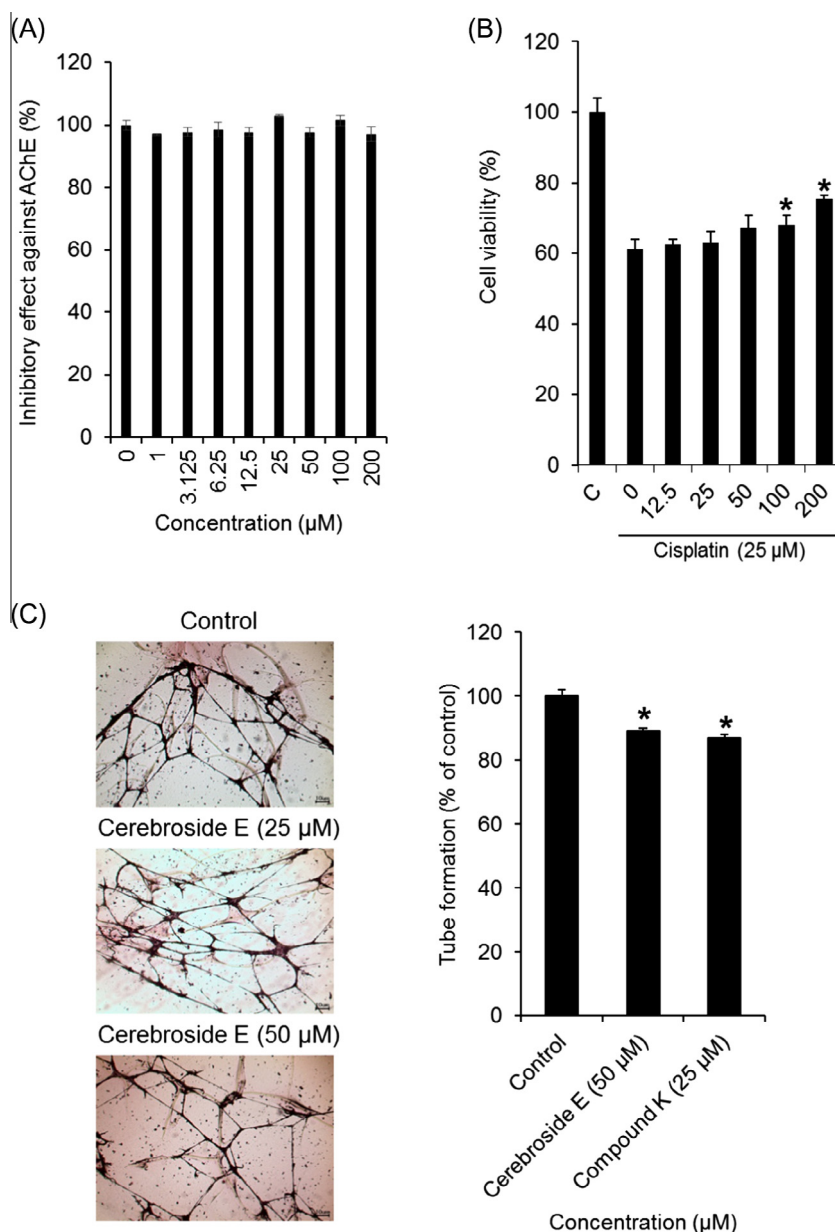 (A)
120
100
80
60
40
20
0
Inhibitory effect against AChE (%)
0
1
3.125
6.25
12.5
25
50
100
200
Concentration (µM)
(B)
120
100
80
60
40
20
0
Cell viability (%)
*
*
C
0
12.5
25
50
100
200
Cisplatin (25 µM)
(C)
Control
Cerebroside E (25 µM)
Cerebroside E (50 µM)
120
100
80
60
40
20
0
Tube formation (% of control)
*
*
Control
Cerebroside E (50 µM)
Compound K (25 µM)
Concentration (µM)